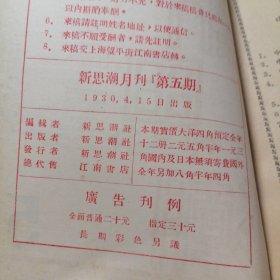 以內酌奉酬。
6、來稿請註明姓名地址，以便通信。
7、來稿不願受酬者，請先註明。
8、來稿交上海望平街江南書店轉。
新思潮月刊『第五期』
1930,4,15日出版
編輯者 新思潮社
出版者 新思潮社
發行者 新思潮社
總代售 江南書店
本期實價大洋四角預定全年
十二册二元五角半年一元三
角國內及日本無須寄費國外
全年另加八角半年四角
廣告刊例
全面普通二十元 指定三十元
長期彩色另議